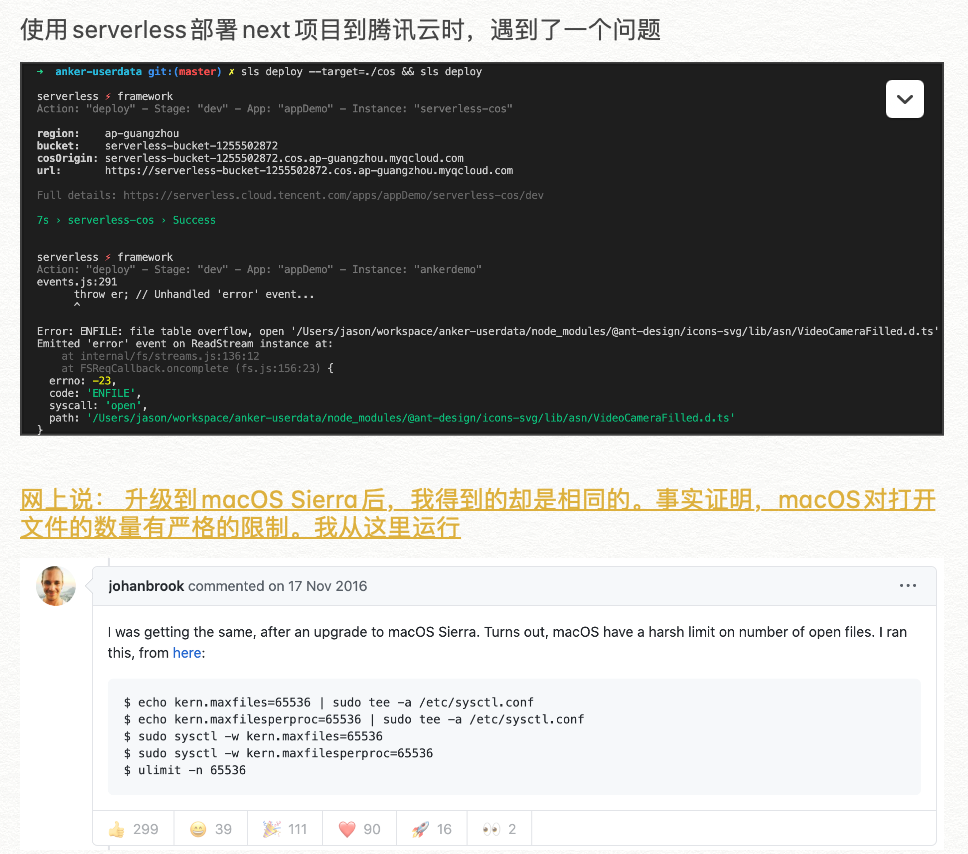 使用serverless部署next项目到腾讯云时，遇到了一个问题
→ anker-userdata git:(master) ✗ sls deploy --target=./cos && sls deploy
serverless ⚡ framework
Action: "deploy" - Stage: "dev" - App: "appDemo" - Instance: "serverless-cos"
region: ap-guangzhou
bucket: serverless-bucket-1255502872
cosOrigin: serverless-bucket-1255502872.cos.ap-guangzhou.myqcloud.com
url: https://serverless-bucket-1255502872.cos.ap-guangzhou.myqcloud.com
Full details: https://serverless.cloud.tencent.com/apps/appDemo/serverless-cos/dev
7s › serverless-cos › Success
serverless ⚡ framework
Action: "deploy" - Stage: "dev" - App: "appDemo" - Instance: "ankerdemo"
events.js:291
throw er; // Unhandled 'error' event...
^
Error: ENFILE: file table overflow, open '/Users/jason/workspace/anker-userdata/node_modules/@ant-design/icons-svg/lib/asn/VideoCameraFilled.d.ts'
Emitted 'error' event on ReadStream instance at:
at internal/fs/streams.js:136:12
at FSReqCallback.oncomplete (fs.js:156:23) {
errno: -23,
code: 'ENFILE',
syscall: 'open',
path: '/Users/jason/workspace/anker-userdata/node_modules/@ant-design/icons-svg/lib/asn/VideoCameraFilled.d.ts'
}
网上说： 升级到macOS Sierra后，我得到的却是相同的。事实证明，macOS对打开
文件的数量有严格的限制。我从这里运行
johanbrook commented on 17 Nov 2016
I was getting the same, after an upgrade to macOS Sierra. Turns out, macOS have a harsh limit on number of open files. I ran
this, from here:
$ echo kern.maxfiles=65536 | sudo tee -a /etc/sysctl.conf
$ echo kern.maxfilesperproc=65536 | sudo tee -a /etc/sysctl.conf
$ sudo sysctl -w kern.maxfiles=65536
$ sudo sysctl -w kern.maxfilesperproc=65536
$ ulimit -n 65536
👍 299 😄 39 🎉 111 ❤️ 90 🚀 16 👀 2